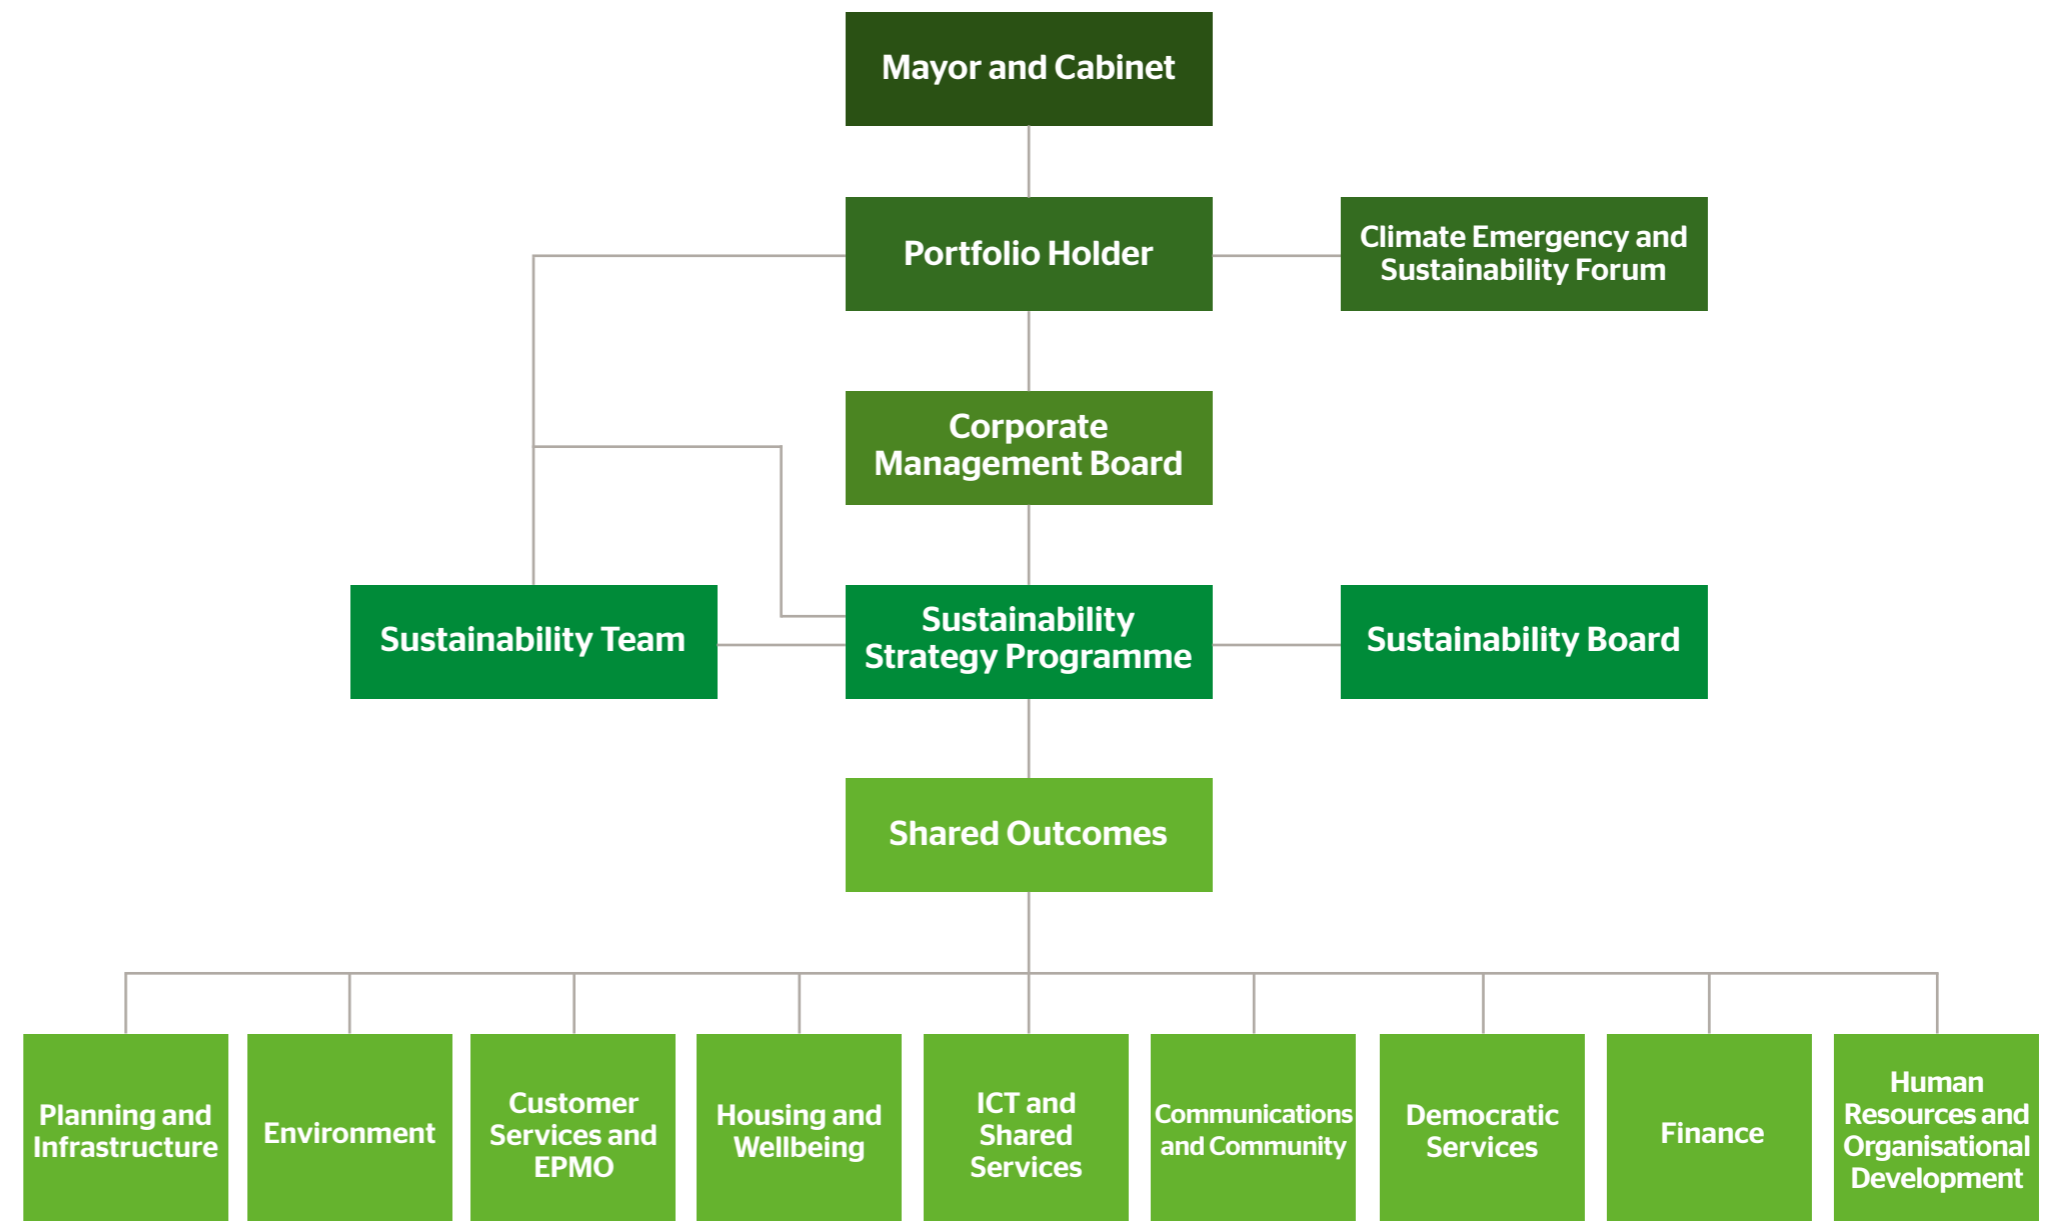 Mayor and Cabinet
Portfolio Holder
Climate Emergency and
Sustainability Forum
Corporate
Management Board
Sustainability Team
Sustainability
Strategy Programme
Sustainability Board
Shared Outcomes
Planning and
Infrastructure
Environment
Customer
Services and
EPMO
Housing and
Wellbeing
ICT and
Shared
Services
Communications
and Community
Democratic
Services
Finance
Human
Resources and
Organisational
Development